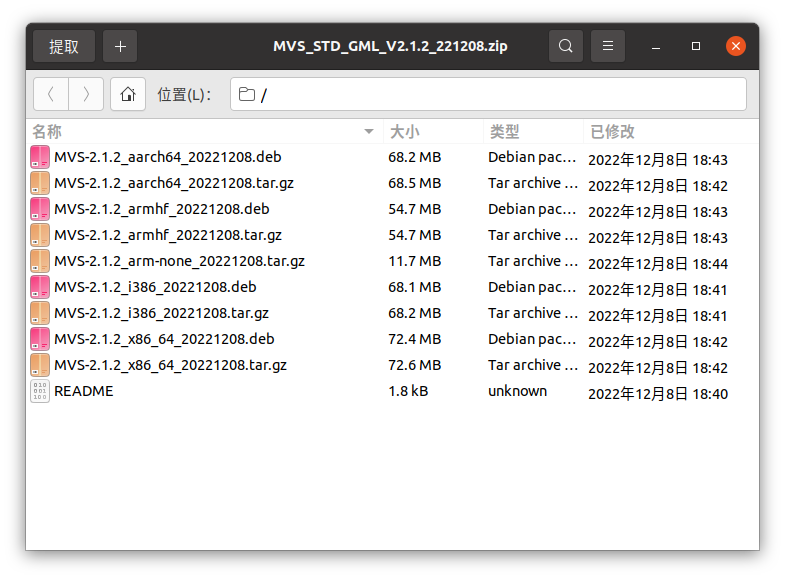 提取 MVS_STD_GML_V2.1.2_221208.zip
位置(L): /
名称 大小 类型 已修改
MVS-2.1.2_aarch64_20221208.deb 68.2 MB Debian pac… 2022年12月8日 18:43
MVS-2.1.2_aarch64_20221208.tar.gz 68.5 MB Tar archive … 2022年12月8日 18:42
MVS-2.1.2_armhf_20221208.deb 54.7 MB Debian pac… 2022年12月8日 18:43
MVS-2.1.2_armhf_20221208.tar.gz 54.7 MB Tar archive … 2022年12月8日 18:43
MVS-2.1.2_arm-none_20221208.tar.gz 11.7 MB Tar archive … 2022年12月8日 18:44
MVS-2.1.2_i386_20221208.deb 68.1 MB Debian pac… 2022年12月8日 18:41
MVS-2.1.2_i386_20221208.tar.gz 68.2 MB Tar archive … 2022年12月8日 18:41
MVS-2.1.2_x86_64_20221208.deb 72.4 MB Debian pac… 2022年12月8日 18:42
MVS-2.1.2_x86_64_20221208.tar.gz 72.6 MB Tar archive … 2022年12月8日 18:42
README 1.8 kB unknown 2022年12月8日 18:40